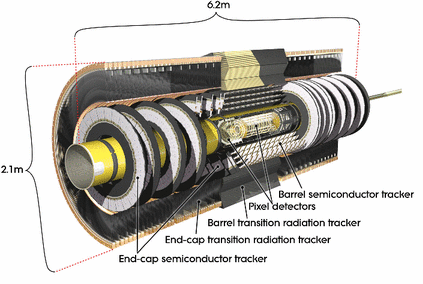 6.2m
2.1m
Barrel semiconductor tracker
Pixel detectors
Barrel transition radiation tracker
End-cap transition radiation tracker
End-cap semiconductor tracker